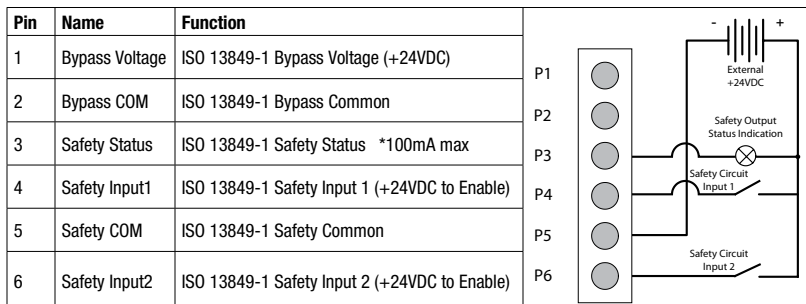 Pin Name Function
1 Bypass Voltage ISO 13849-1 Bypass Voltage (+24VDC)
2 Bypass COM ISO 13849-1 Bypass Common
3 Safety Status ISO 13849-1 Safety Status *100mA max
4 Safety Input1 ISO 13849-1 Safety Input 1 (+24VDC to Enable)
5 Safety COM ISO 13849-1 Safety Common
6 Safety Input2 ISO 13849-1 Safety Input 2 (+24VDC to Enable)
- +
External
+24VDC
P1
P2
Safety Output
Status Indication
P3
Safety Circuit
Input 1
P4
P5
Safety Circuit
Input 2
P6